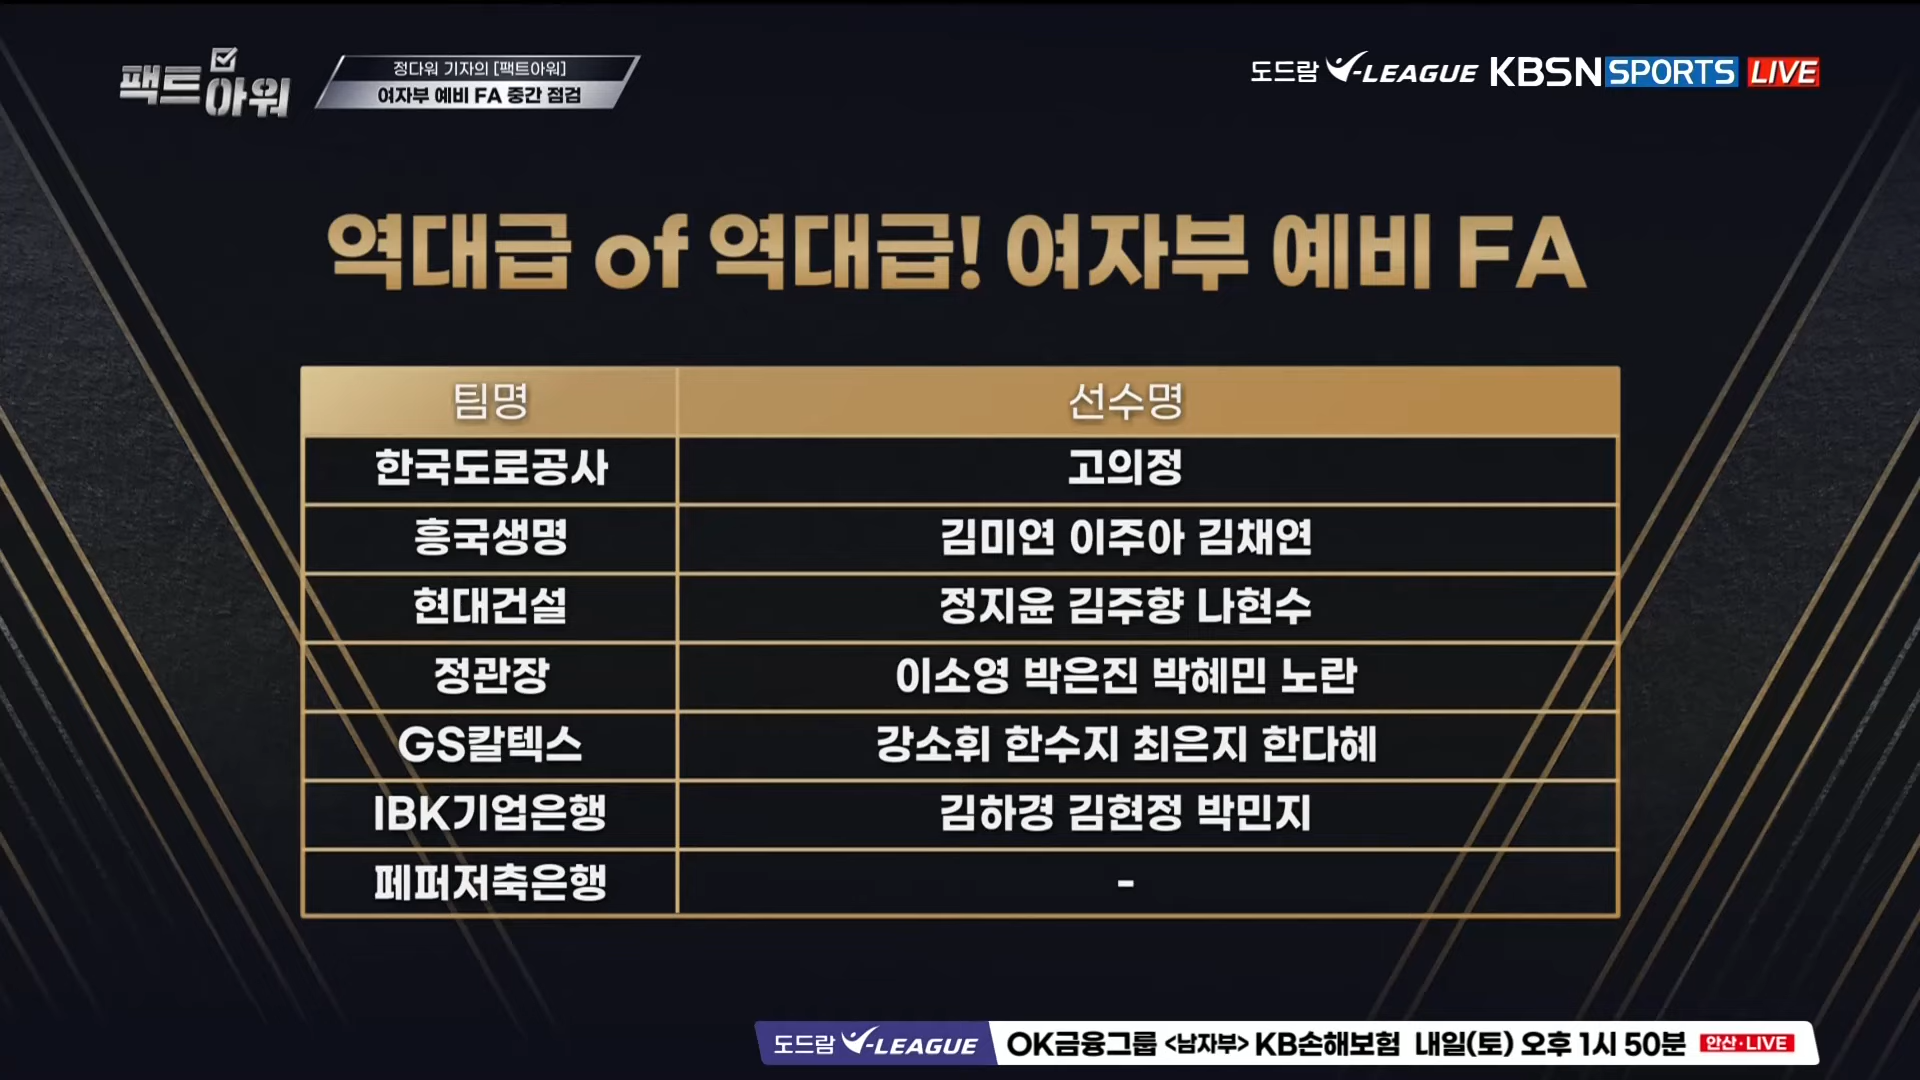 팩트아워
정다워 기자의 [팩트아워]
여자부 예비 FA 중간 점검
도드람 V-LEAGUE KBSN SPORTS LIVE
역대급 of 역대급! 여자부 예비 FA
팀명 선수명
한국도로공사 고의정
흥국생명 김미연 이주아 김채연
현대건설 정지윤 김주향 나현수
정관장 이소영 박은진 박혜민 노란
GS칼텍스 강소휘 한수지 최은지 한다혜
IBK기업은행 김하경 김현정 박민지
페퍼저축은행 -
도드람 V-LEAGUE OK금융그룹 <남자부> KB손해보험 내일(토) 오후 1시 50분 안산·LIVE